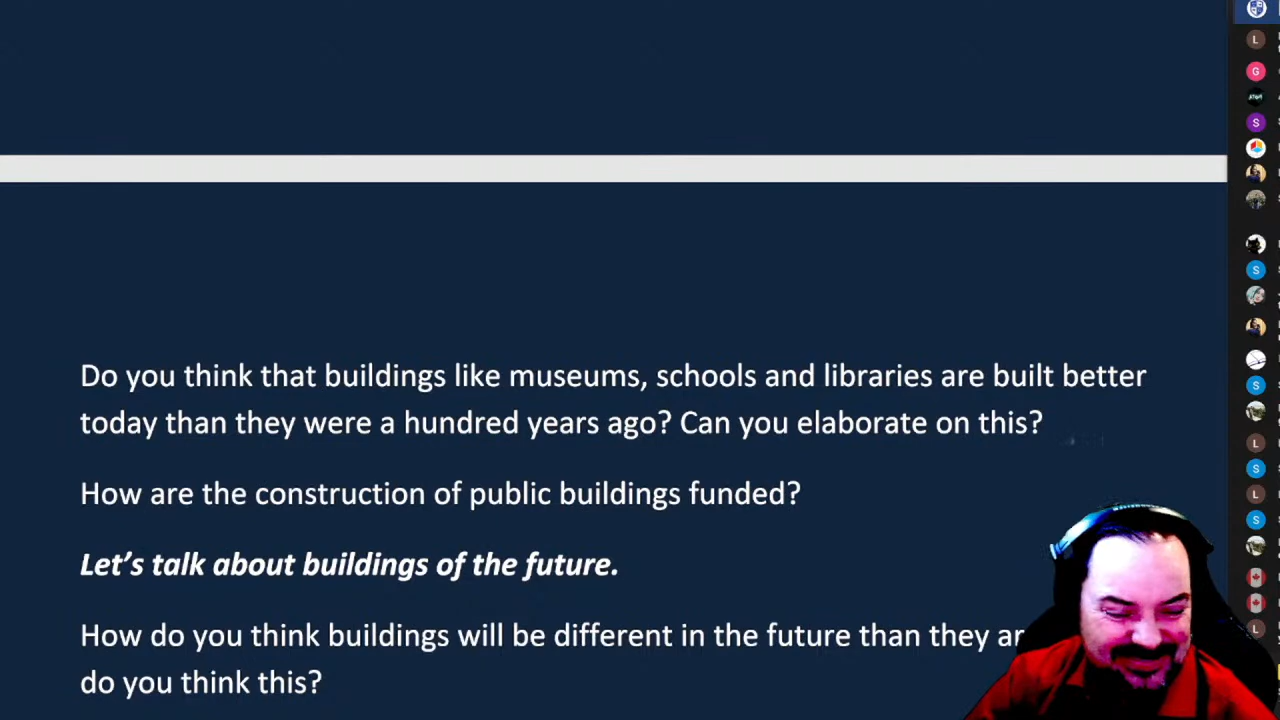 Do you think that buildings like museums, schools and libraries are built better
today than they were a hundred years ago? Can you elaborate on this?
How are the construction of public buildings funded?
Let’s talk about buildings of the future.
How do you think buildings will be different in the future than they
do you think this?
L
G
S
S
S
L
S
L
S
L